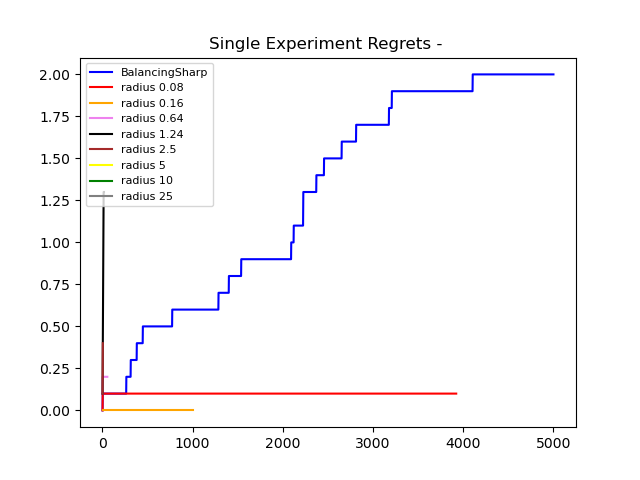 Single Experiment Regrets -
2.00
1.75
1.50
1.25
1.00
0.75
0.50
0.25
0.00
BalancingSharp
radius 0.08
radius 0.16
radius 0.64
radius 1.24
radius 2.5
radius 5
radius 10
radius 25
0 1000 2000 3000 4000 5000